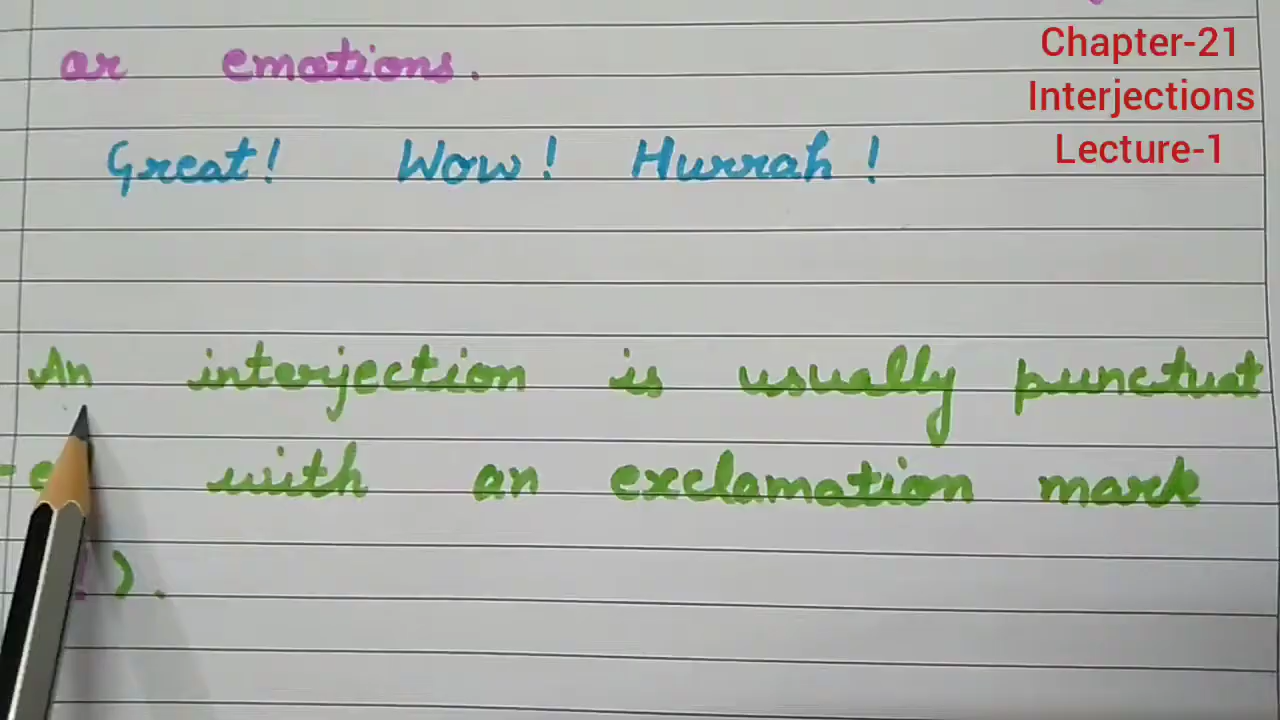 or emotions.
Great! Wow! Hurrah!
An interjection is usually punctuat
-e with an exclamation mark
!).
Chapter-21
Interjections
Lecture-1